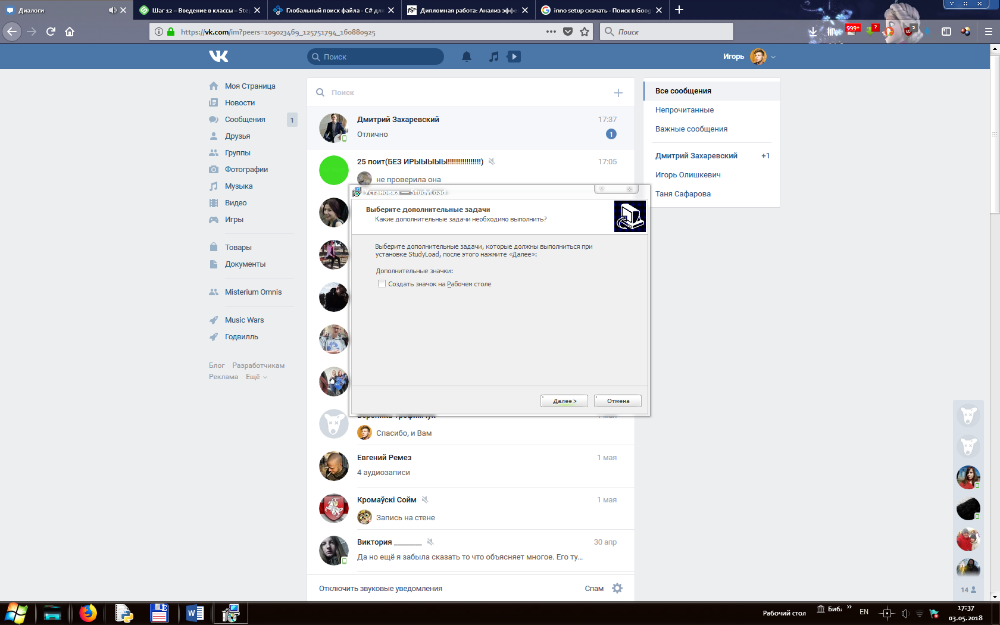 Диалоги
Шаг 12 – Введение в классы – Step
Глобальный поиск файла - C# для
Дипломная работа: Анализ эффе
inno setup скачать - Поиск в Goog
https://vk.com/im?peers=109023469_125751794_160880925
Поиск
999+
?
2
Поиск
Игорь
Моя Страница
Новости
Сообщения
1
Друзья
Группы
Фотографии
Музыка
Видео
Игры
Товары
Документы
Misterium Omnis
Music Wars
Годвилль
Блог Разработчикам
Реклама Ещё
Поиск
Дмитрий Захаревский
17:37
Отлично
1
25 поит(БЕЗ ИРЫЫЫЫЫ!!!!!!!!!!!!!!!!)
17:05
не проверила она
Установка — StudyLoad
Выберите дополнительные задачи
Какие дополнительные задачи необходимо выполнить?
Выберите дополнительные задачи, которые должны выполниться при
установке StudyLoad, после этого нажмите «Далее»:
Дополнительные значки:
Создать значок на Рабочем столе
Далее >
Отмена
1 мая
Спасибо, и Вам
Евгений Ремез
1 мая
4 аудиозаписи
Кромаўскі Сойм
1 мая
Запись на стене
Виктория ________
30 апр
Да но ещё я забыла сказать то что объясняет многое. Его ту...
Отключить звуковые уведомления
Спам
Все сообщения
Непрочитанные
Важные сообщения
Дмитрий Захаревский
+1
Игорь Олишкевич
Таня Сафарова
14
Рабочий стол
Библ.
EN
17:37
03.05.2018